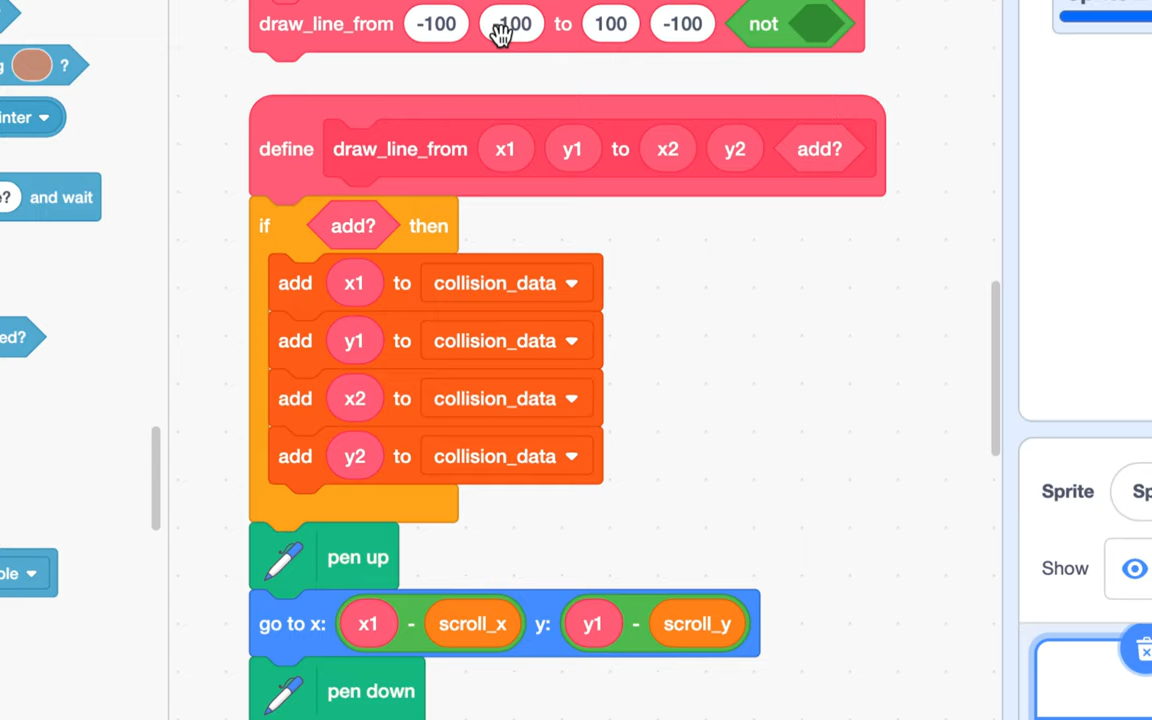 draw_line_from -100 -100 to 100 -100 not
g ?
define draw_line_from x1 y1 to x2 y2 add?
inter
e? and wait
if add? then
add x1 to collision_data
ed?
add y1 to collision_data
add x2 to collision_data
add y2 to collision_data
Sprite Sp
pen up
Show
ble
go to x: x1 - scroll_x y: y1 - scroll_y
pen down